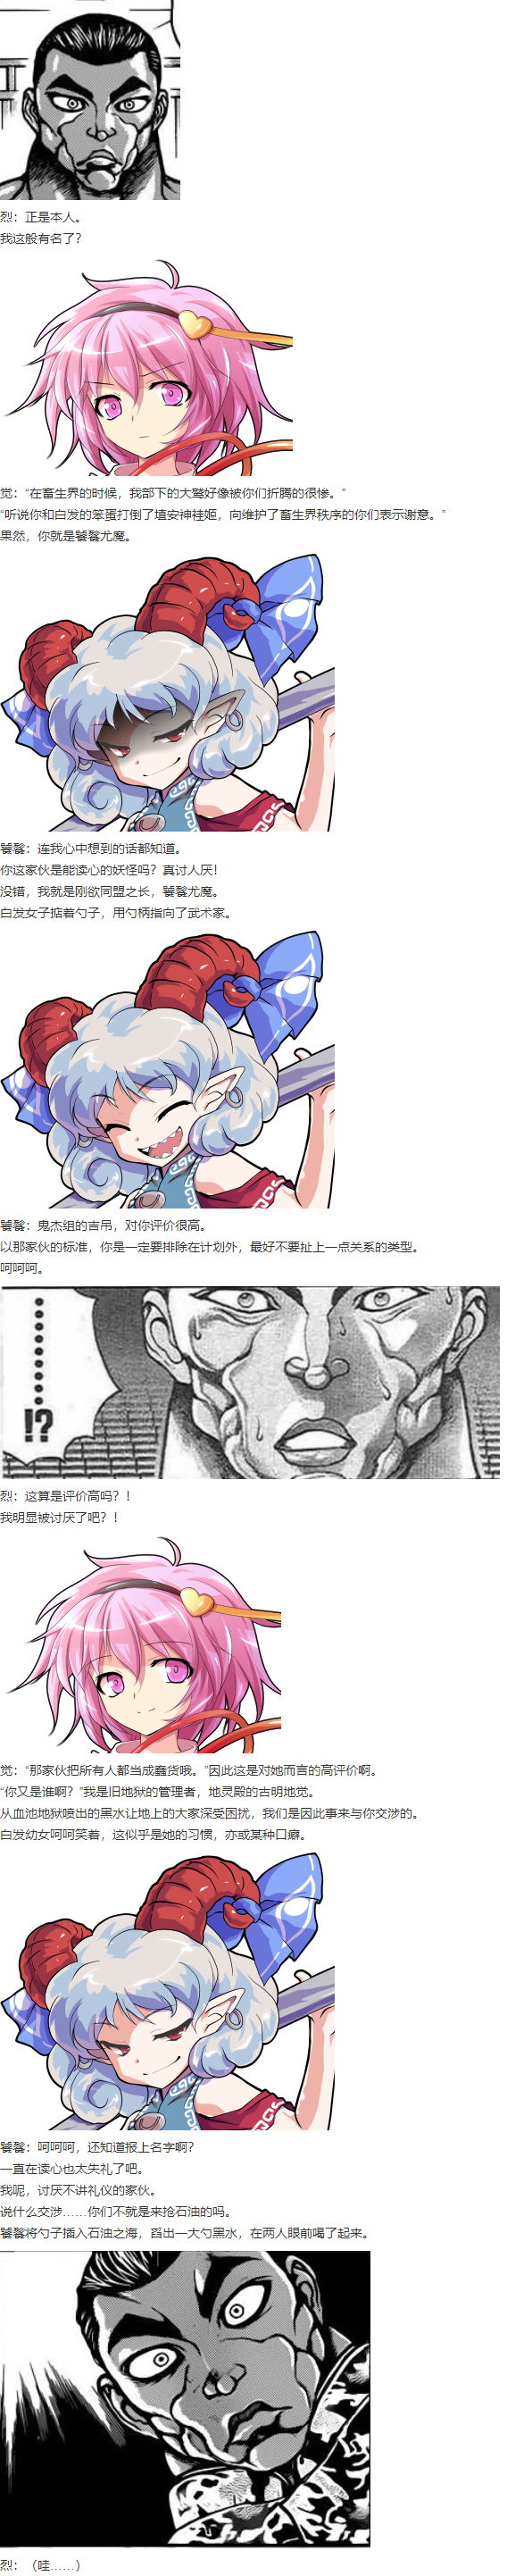 烈：正是本人。
我这般有名了？
觉：“在畜生界的时候，我部下的大鹫好像被你们折腾的很惨。”
“听说你和白发的笨蛋打倒了埴安神袿姬，向维护了畜生界秩序的你们表示谢意。”
果然，你就是饕餮尤魔。
饕餮：连我心中想到的话都知道。
你这家伙是能读心的妖怪吗？真讨人厌！
没错，我就是刚欲同盟之长，饕餮尤魔。
白发女子掂着勺子，用勺柄指向了武术家。
饕餮：鬼杰组的吉吊，对你评价很高。
以那家伙的标准，你是一定要排除在计划外，最好不要扯上一点关系的类型。
呵呵呵。
………!?
烈：这算是评价高吗？！
我明显被讨厌了吧？！
觉：“那家伙把所有人都当成蠢货哦。”因此这是对她而言的高评价啊。
“你又是谁啊？”我是旧地狱的管理者，地灵殿的古明地觉。
从血池地狱喷出的黑水让地上的大家深受困扰，我们是因此事来与你交涉的。
白发幼女呵呵笑着，这似乎是她的习惯，亦或某种口癖。
饕餮：呵呵呵，还知道报上名字啊？
一直在读心也太失礼了吧。
我呢，讨厌不讲礼仪的家伙。
说什么交涉……你们不就是来抢石油的吗。
饕餮将勺子插入石油之海，舀出一大勺黑水，在两人眼前喝了起来。
烈：（哇……）